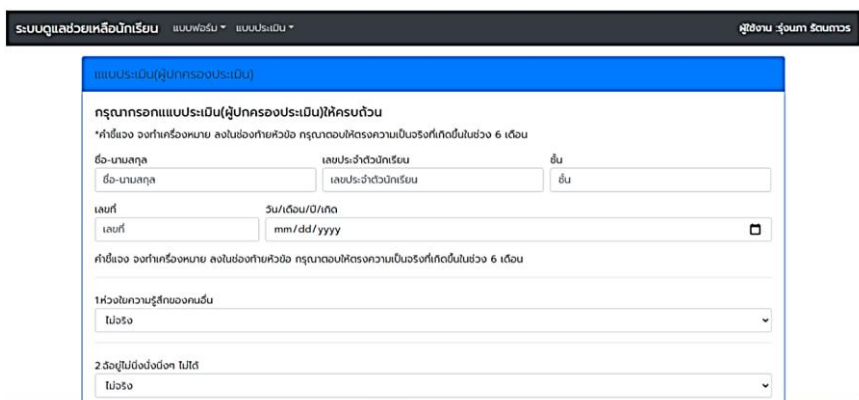 ระบบดูแลช่วยเหลือนักเรียน แบบฟอร์ม แบบประเมิน ผู้ใช้งาน :รุ่งนภา รัตนถาวร
แแบบประเมิน(ผู้ปกครองประเมิน)
กรุณากรอกแแบบประเมิน(ผู้ปกครองประเมิน)ให้ครบถ้วน
*คำชี้แจง จงทำเครื่องหมาย ลงในช่องท้ายหัวข้อ กรุณาตอบให้ตรงความเป็นจริงที่เกิดขึ้นในช่วง 6 เดือน
ชื่อ-นามสกุล เลขประจำตัวนักเรียน ชั้น
ชื่อ-นามสกุล เลขประจำตัวนักเรียน ชั้น
เลขที่ วัน/เดือน/ปี/เกิด
เลขที่ mm/dd/yyyy
คำชี้แจง จงทำเครื่องหมาย ลงในช่องท้ายหัวข้อ กรุณาตอบให้ตรงความเป็นจริงที่เกิดขึ้นในช่วง 6 เดือน
1.ห่วงใยความรู้สึกของคนอื่น
ไม่จริง
2.อยู่ไม่นิ่งนั่งนิ่งๆ ไม่ได้
ไม่จริง